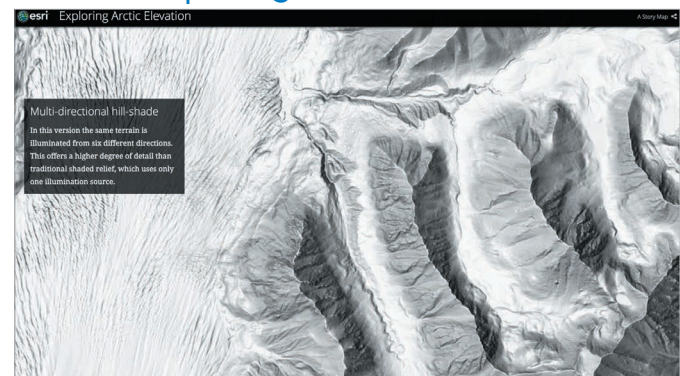 esri Exploring Arctic Elevation
A Story Map
Multi-directional hill-shade
In this version the same terrain is
illuminated from six different directions.
This offers a higher degree of detail than
traditional shaded relief, which uses only
one illumination source.